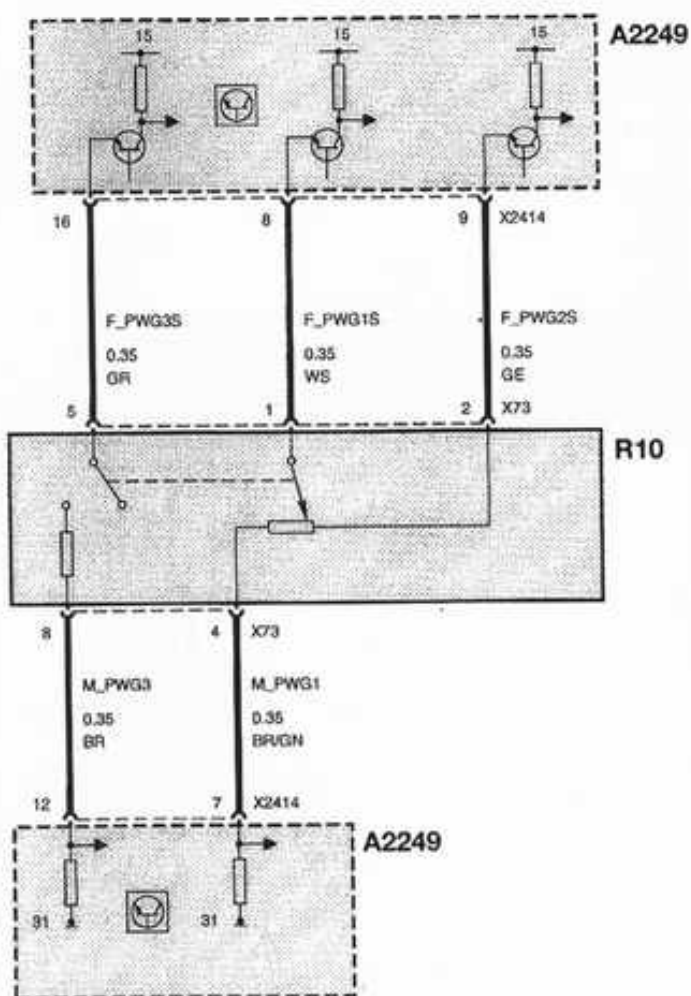 15 15 15 A2249
16 8 9 X2414
F_PWG3S F_PWG1S F_PWG2S
0.35 0.35 0.35
GR WS GE
5 1 2 X73
R10
8 4 X73
M_PWG3 M_PWG1
0.35 0.35
BR BR/GN
12 7 X2414
A2249
31 31